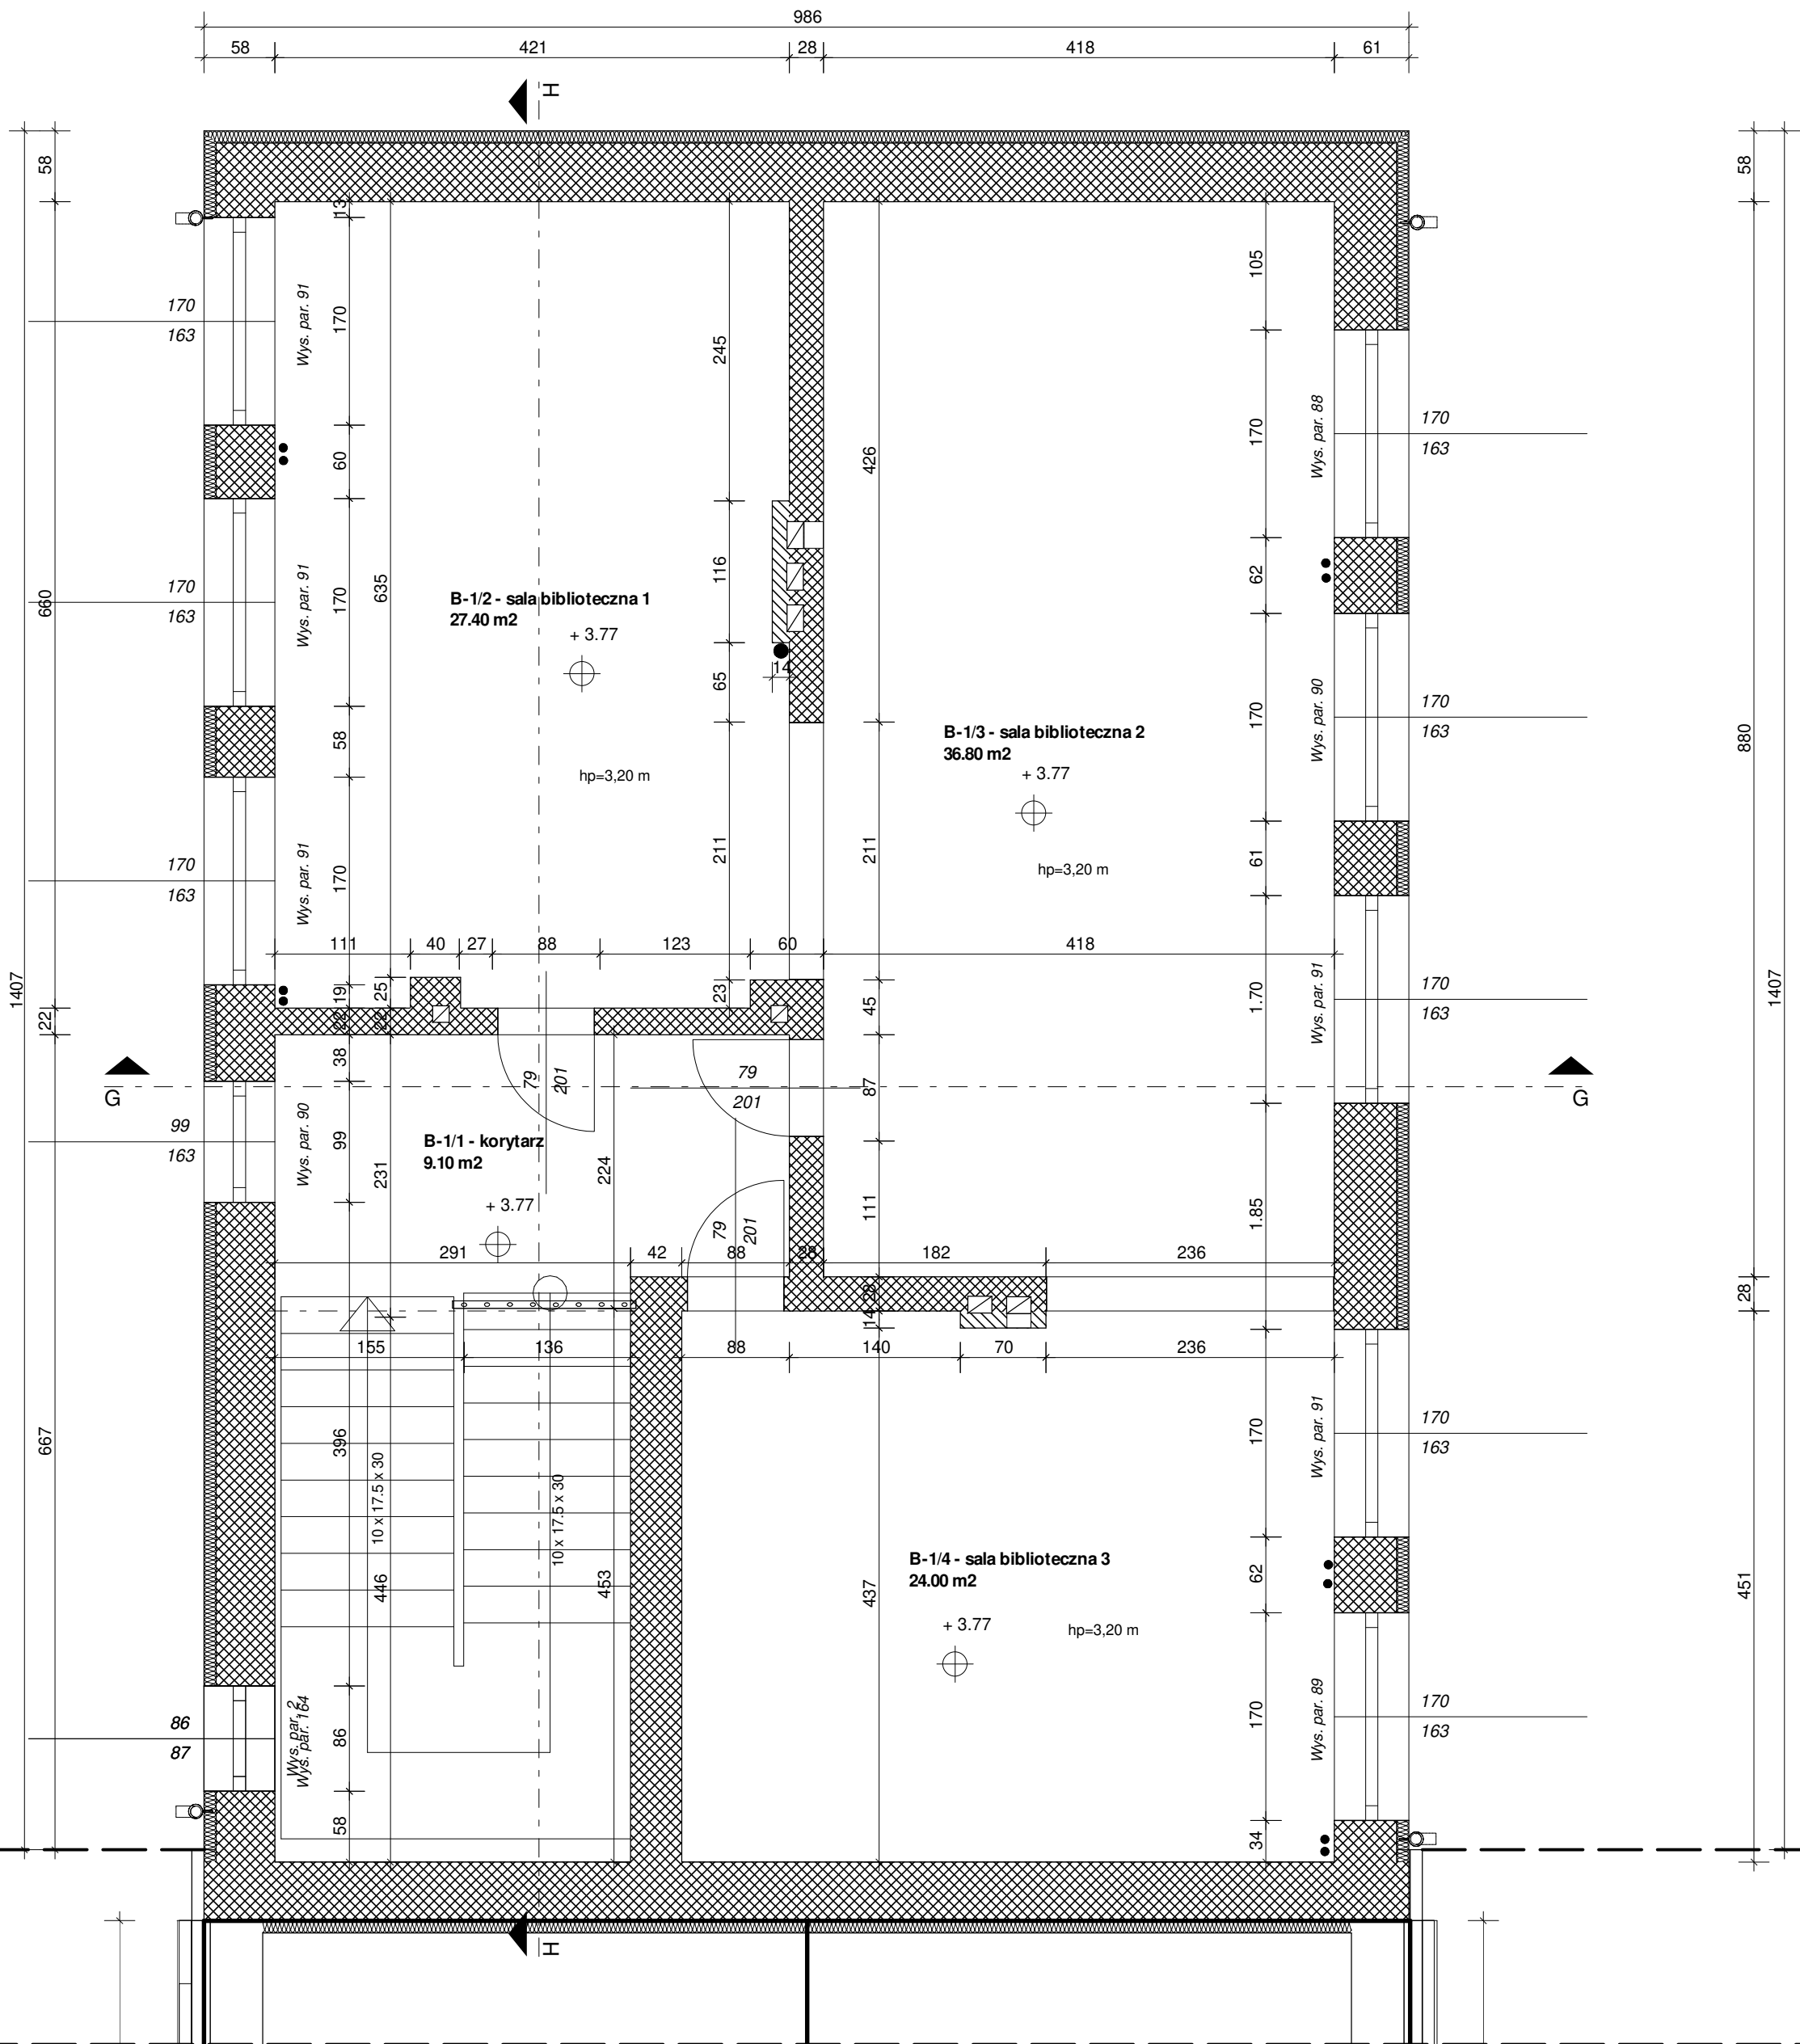 986
58 421 28 418 61
H
58
58
13
105
170
163
Wys. par. 91
170
245
Wys. par. 88
170
170
163
60
426
660
170
163
Wys. par. 91
170
635
116
62
B-1/2 - sala biblioteczna 1
27.40 m2
+ 3.77
14
65
58
Wys. par. 90
170
170
163
880
B-1/3 - sala biblioteczna 2
36.80 m2
+ 3.77
hp=3,20 m
hp=3,20 m
170
163
Wys. par. 91
170
211
211
61
111 40 27 88 123 60 418
1407
22
19
25
22
22
23
45
1.70
Wys. par. 91
170
163
1407
38
G
79
201
79
201
87
G
99
163
Wys. par. 90
99
231
B-1/1 - korytarz
9.10 m2
+ 3.77
224
79
201
111
1.85
291 42 88 28 182 236
28
14
28
155 136 88 140 70 236
667
396
10 x 17.5 x 30
446
10 x 17.5 x 30
453
437
170
Wys. par. 91
170
163
62
451
B-1/4 - sala biblioteczna 3
24.00 m2
+ 3.77
hp=3,20 m
86
87
Wys. par. 2
Wys. par. 164
86
170
Wys. par. 89
170
163
58
34
H